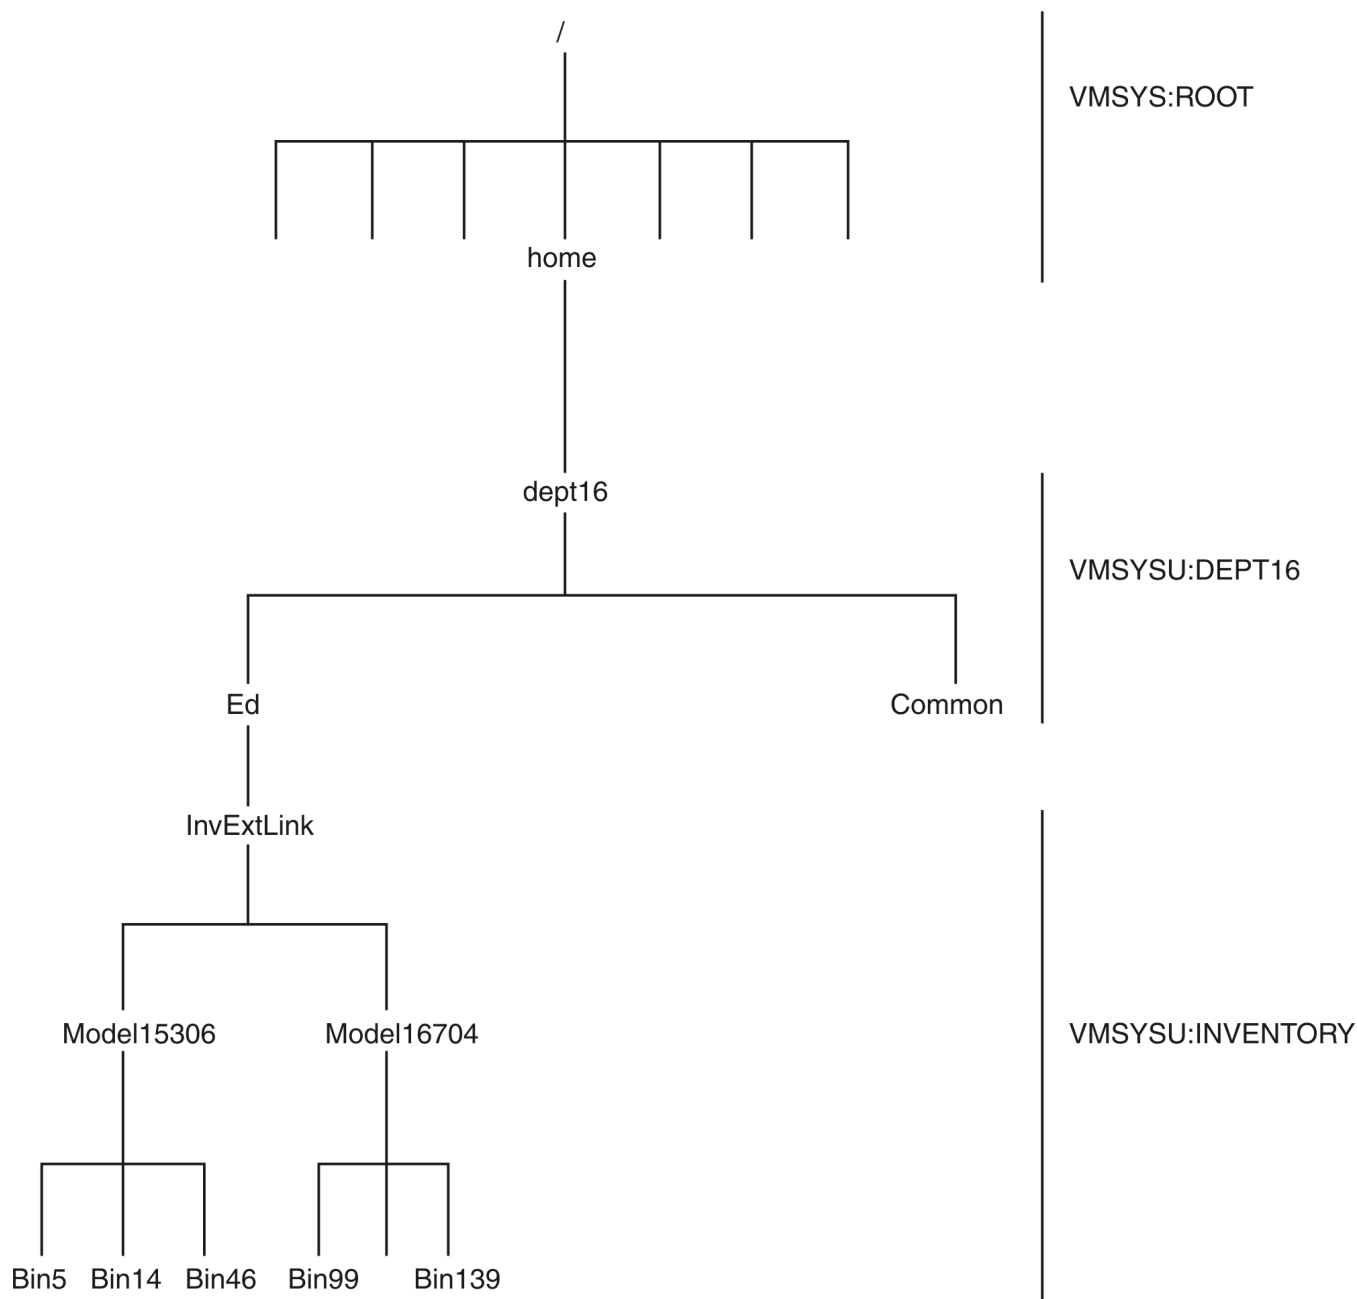 /
VMSYS:ROOT
home
dept16
VMSYSU:DEPT16
Ed
Common
InvExtLink
Model15306
Model16704
VMSYSU:INVENTORY
Bin5
Bin14
Bin46
Bin99
Bin139